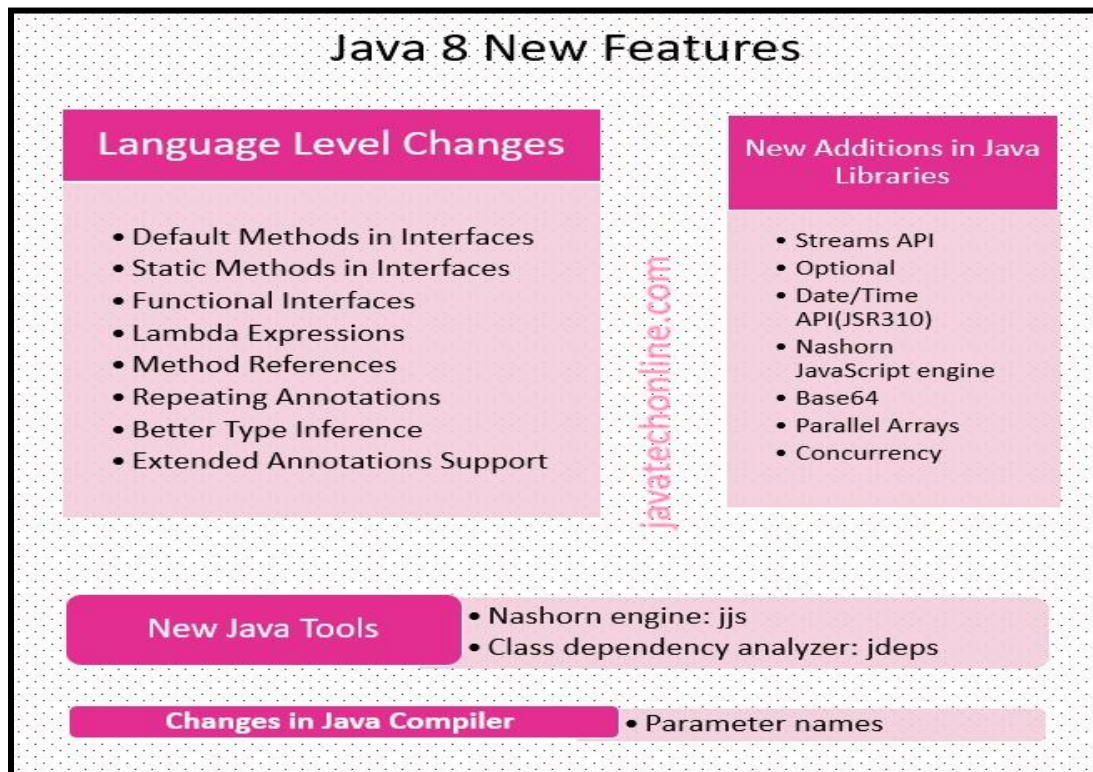 Java 8 New Features
Language Level Changes
• Default Methods in Interfaces
• Static Methods in Interfaces
• Functional Interfaces
• Lambda Expressions
• Method References
• Repeating Annotations
• Better Type Inference
• Extended Annotations Support
javatechonline.com
New Additions in Java
Libraries
• Streams API
• Optional
• Date/Time
API(JSR310)
• Nashorn
JavaScript engine
• Base64
• Parallel Arrays
• Concurrency
New Java Tools
• Nashorn engine: jjs
• Class dependency analyzer: jdeps
Changes in Java Compiler
• Parameter names